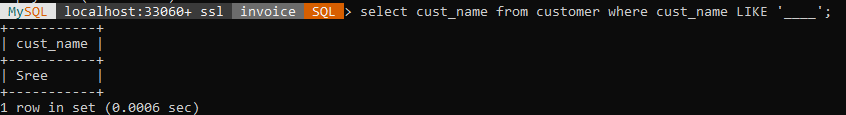 MySQL localhost:33060+ ssl invoice SQL > select cust_name from customer where cust_name LIKE '____';
+-----------+
| cust_name |
+-----------+
| Sree      |
+-----------+
1 row in set (0.0006 sec)